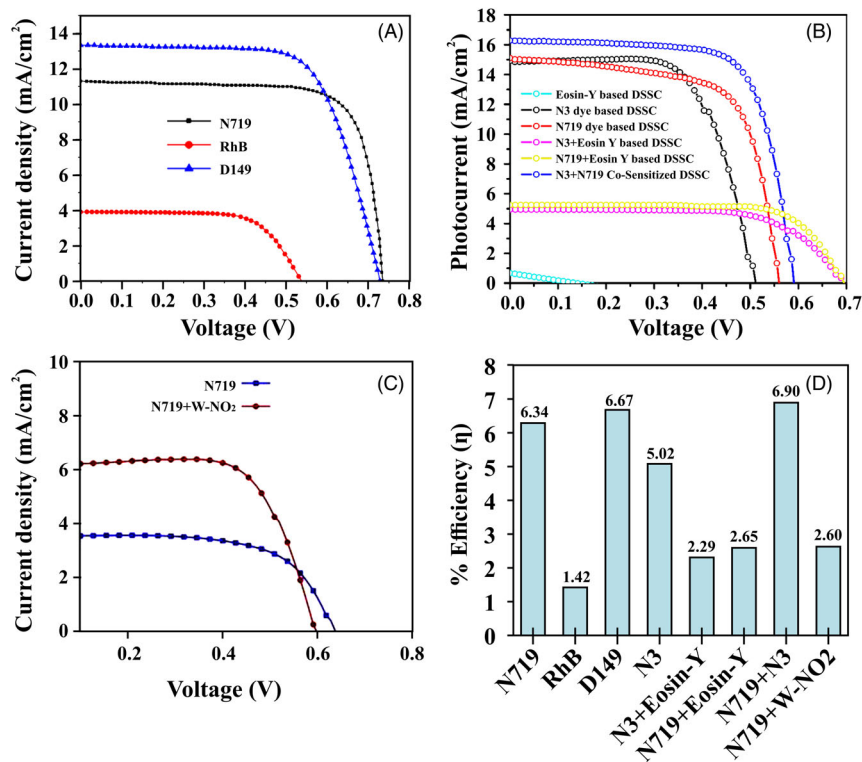 (A)
Current density (mA/cm²)
14
12
10
8
6
4
2
0
N719
RhB
D149
0.0 0.1 0.2 0.3 0.4 0.5 0.6 0.7 0.8
Voltage (V)
(B)
Photocurrent (mA/cm²)
18
16
14
12
10
8
6
4
2
0
Eosin-Y based DSSC
N3 dye based DSSC
N719 dye based DSSC
N3+Eosin Y based DSSC
N719+Eosin Y based DSSC
N3+N719 Co-Sensitized DSSC
0.0 0.1 0.2 0.3 0.4 0.5 0.6 0.7
Voltage (V)
(C)
Current density (mA/cm²)
10
8
6
4
2
0
N719
N719+W-NO₂
0.2 0.4 0.6 0.8
Voltage (V)
(D)
% Efficiency (η)
8
7
6
5
4
3
2
1
0
6.34
1.42
6.67
5.02
2.29
2.65
6.90
2.60
N719
RhB
D149
N3
N3+Eosin-Y
N719+Eosin-Y
N719+N3
N719+W-NO2